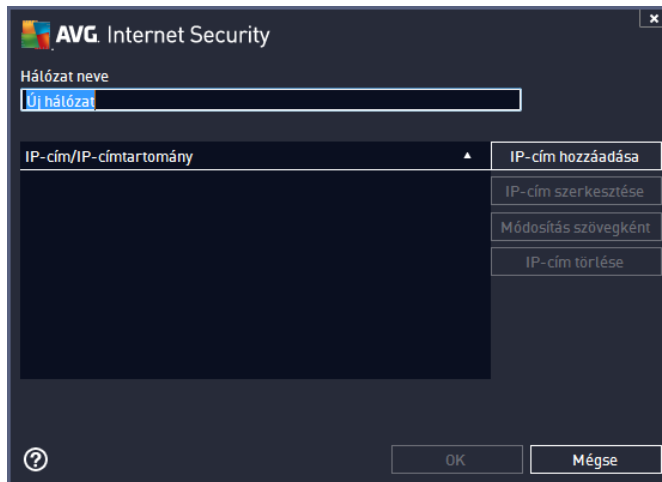 AVG. Internet Security
x
Hálózat neve
Új hálózat
IP-cím/IP-címtartomány
IP-cím hozzáadása
IP-cím szerkesztése
Módosítás szövegként
IP-cím törlése
?
OK
Mégse